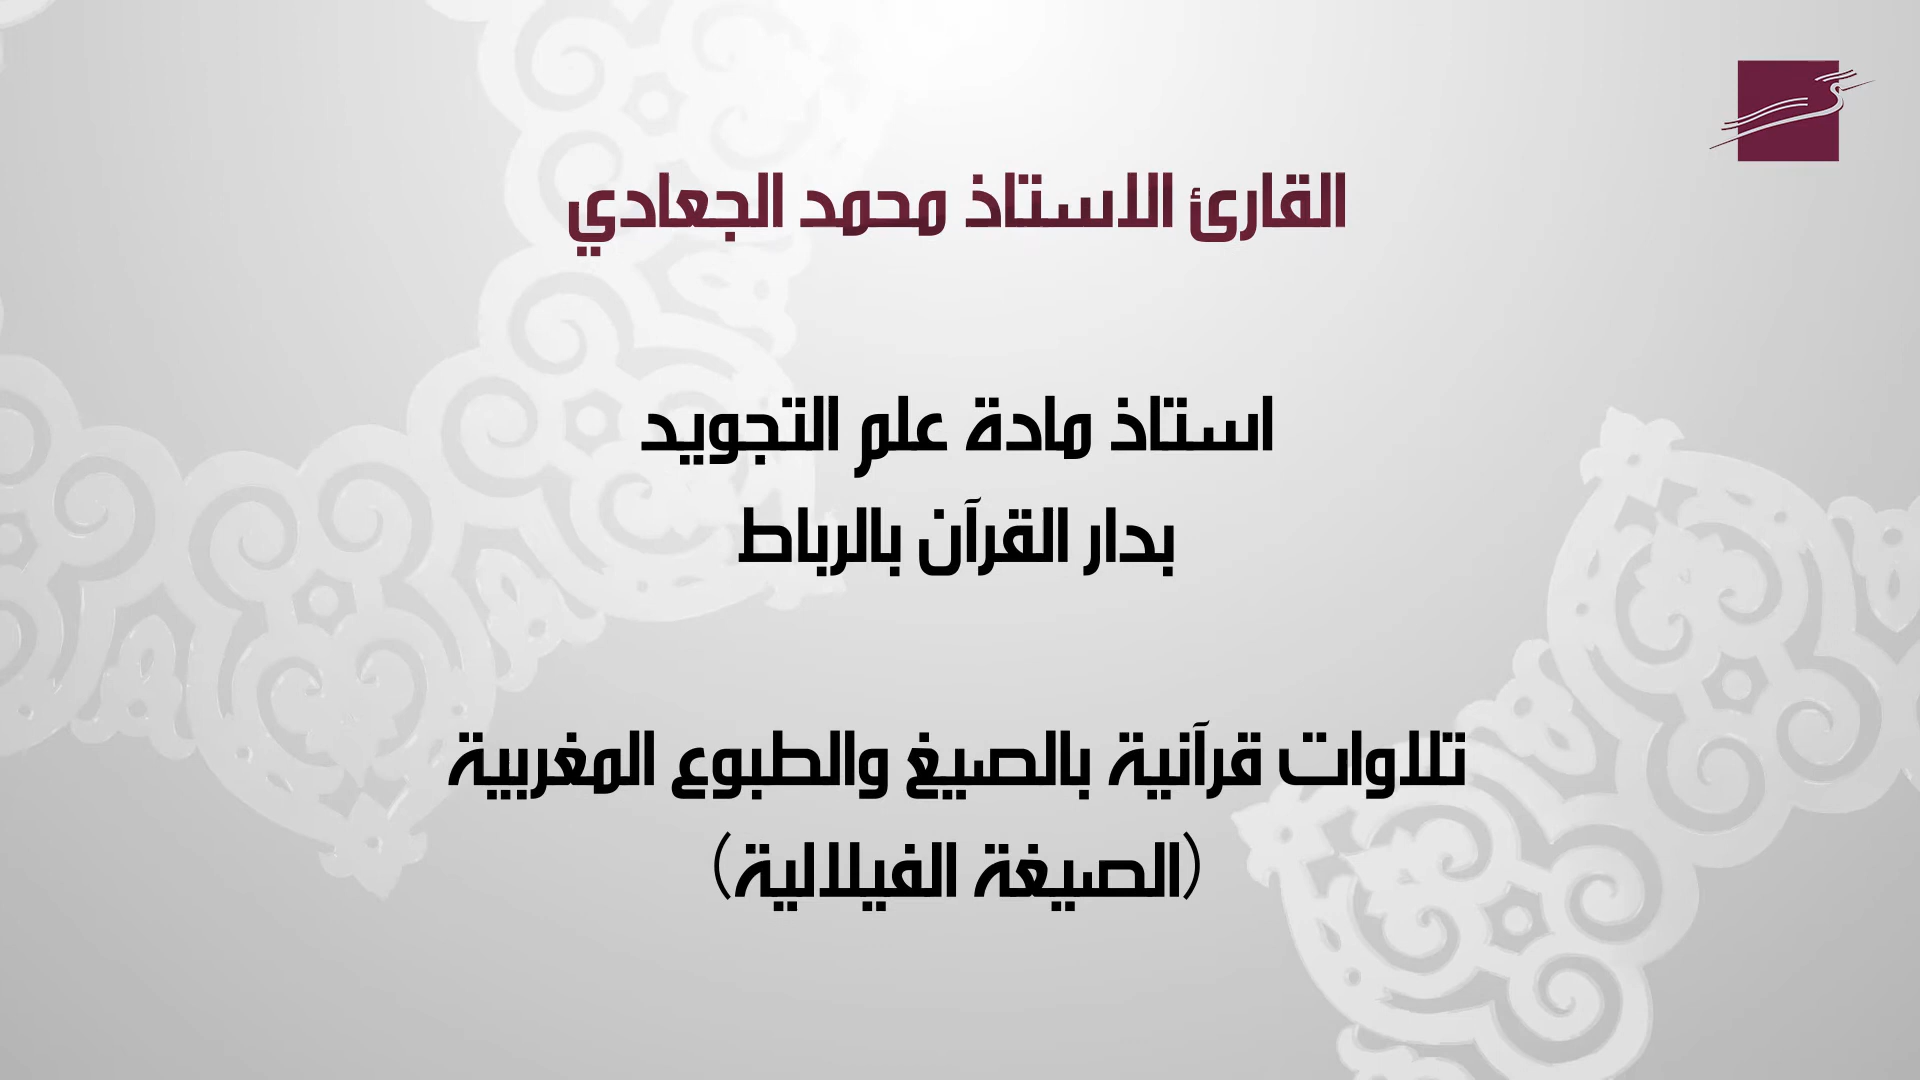 القارئ الاستاذ محمد الجعادي
استاذ مادة علم التجويد
بدار القرآن بالرباط
تلاوات قرآنية بالصيغ والطبوع المغربية
(الصيغة الفيلالية)